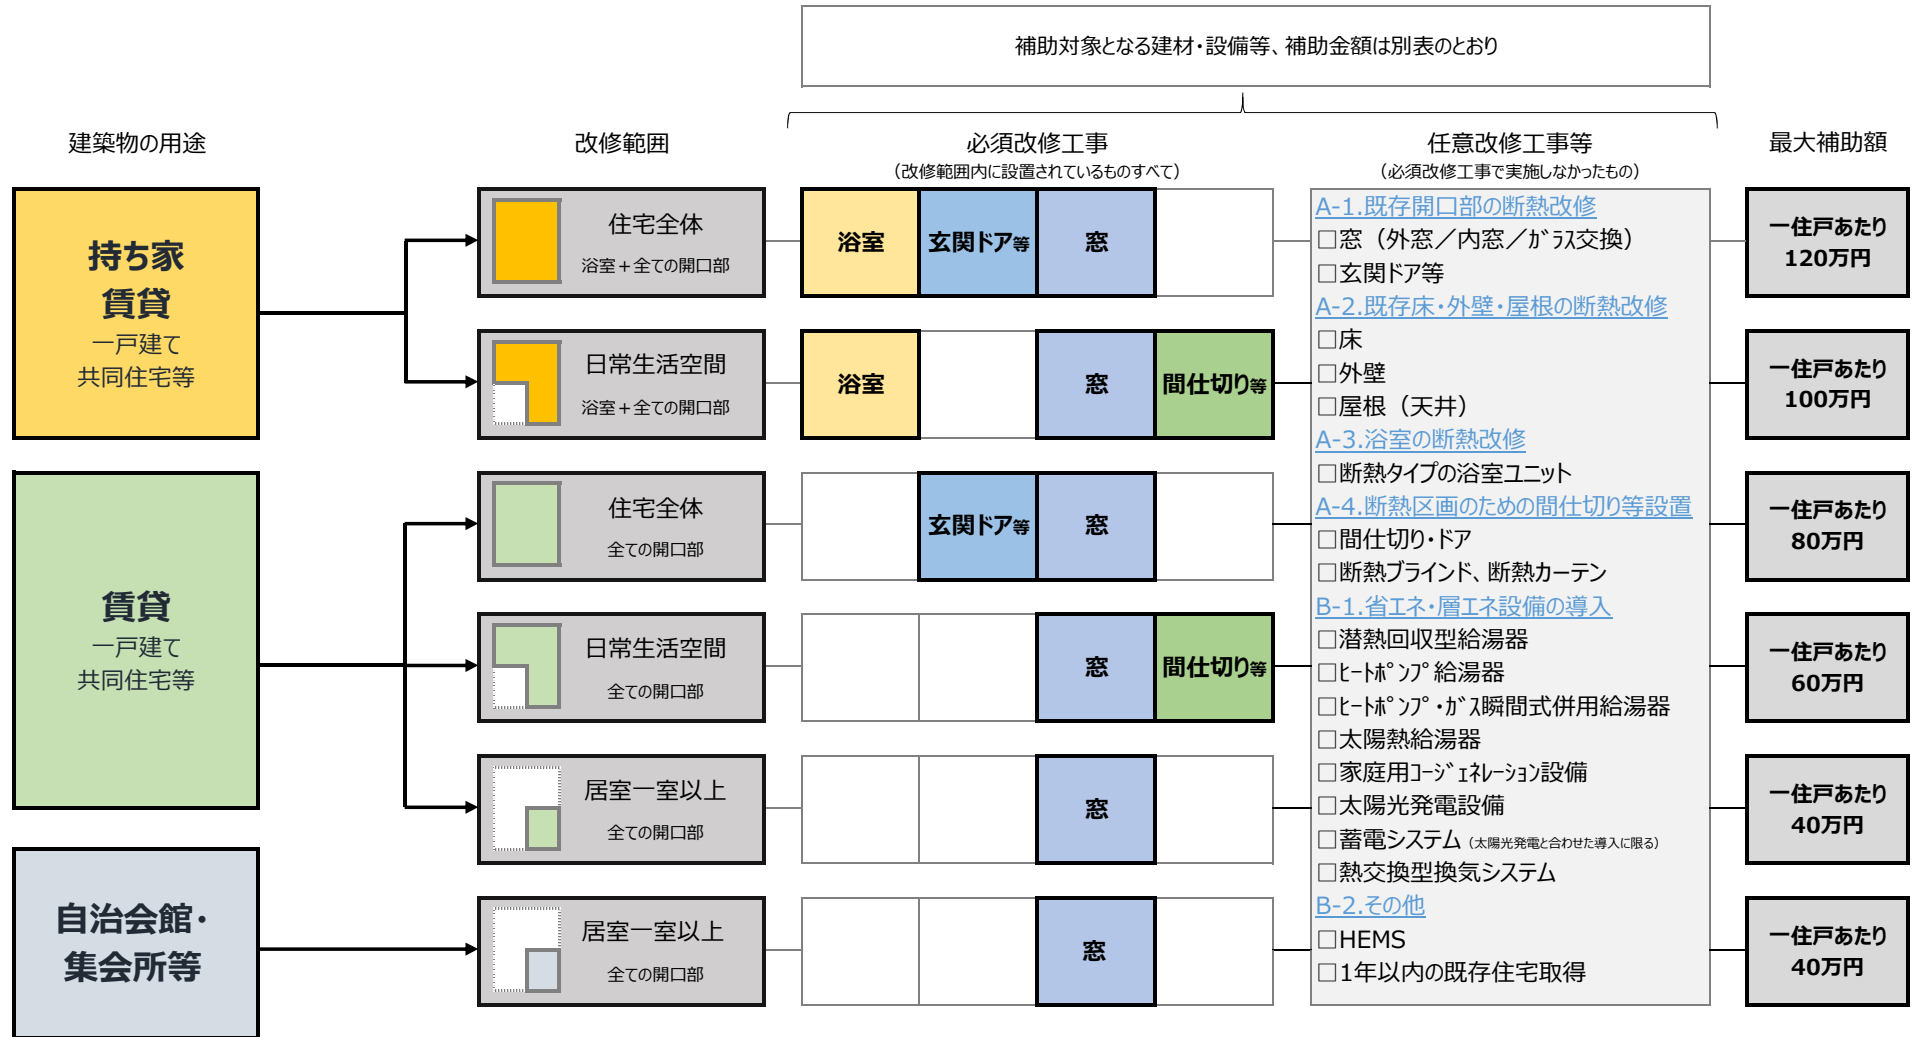 補助対象となる建材・設備等、補助金額は別表のとおり
建築物の用途
改修範囲
必須改修工事
（改修範囲内に設置されているものすべて）
任意改修工事等
（必須改修工事で実施しなかったもの）
最大補助額
持ち家
賃貸
一戸建て
共同住宅等
住宅全体
浴室＋全ての開口部
浴室
玄関ドア等
窓
一住戸あたり
120万円
日常生活空間
浴室＋全ての開口部
浴室
窓
間仕切り等
一住戸あたり
100万円
賃貸
一戸建て
共同住宅等
住宅全体
全ての開口部
玄関ドア等
窓
一住戸あたり
80万円
日常生活空間
全ての開口部
窓
間仕切り等
一住戸あたり
60万円
居室一室以上
全ての開口部
窓
一住戸あたり
40万円
自治会館・
集会所等
居室一室以上
全ての開口部
窓
一住戸あたり
40万円
A-1.既存開口部の断熱改修
□窓（外窓／内窓／ｶﾞﾗｽ交換）
□玄関ドア等
A-2.既存床・外壁・屋根の断熱改修
□床
□外壁
□屋根（天井）
A-3.浴室の断熱改修
□断熱タイプの浴室ユニット
A-4.断熱区画のための間仕切り等設置
□間仕切り・ドア
□断熱ブラインド、断熱カーテン
B-1.省エネ・層エネ設備の導入
□潜熱回収型給湯器
□ﾋｰﾄﾎﾟﾝﾌﾟ給湯器
□ﾋｰﾄﾎﾟﾝﾌﾟ・ｶﾞｽ瞬間式併用給湯器
□太陽熱給湯器
□家庭用ｺｰｼﾞｪﾈﾚｰｼｮﾝ設備
□太陽光発電設備
□蓄電システム（太陽光発電と合わせた導入に限る）
□熱交換型換気システム
B-2.その他
□HEMS
□1年以内の既存住宅取得